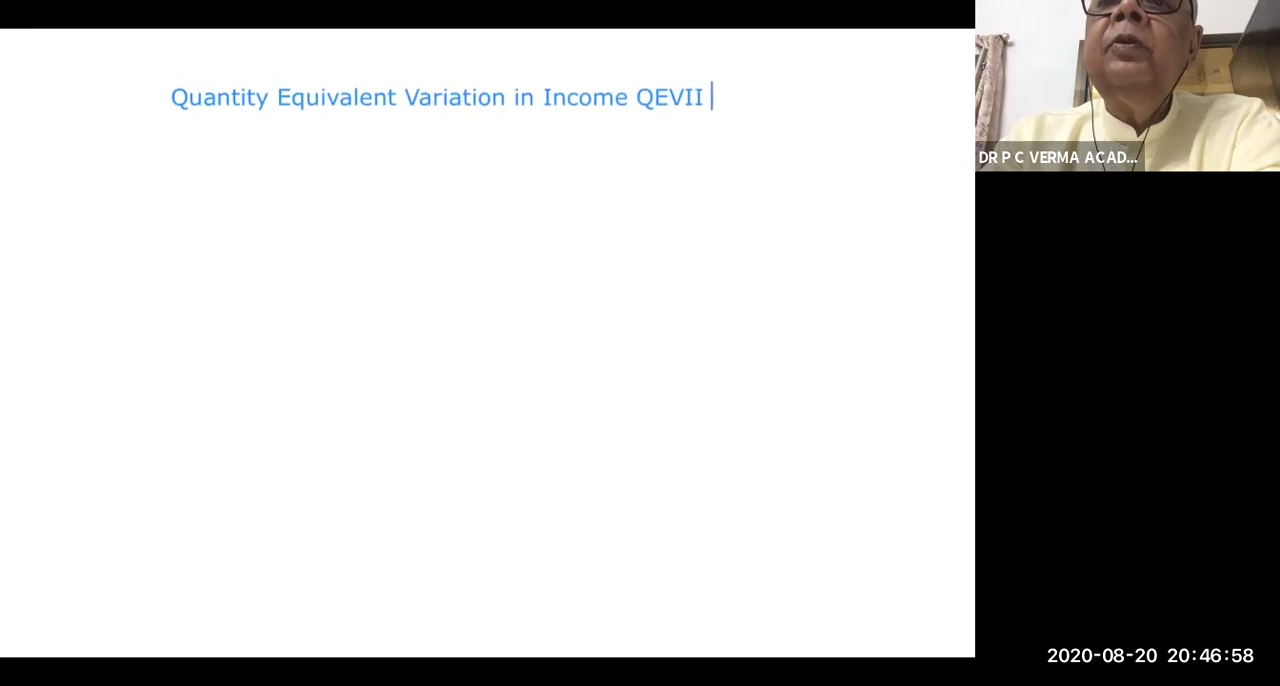 Quantity Equivalent Variation in Income QEVII
DR P C VERMA ACAD...
2020-08-20 20:46:58